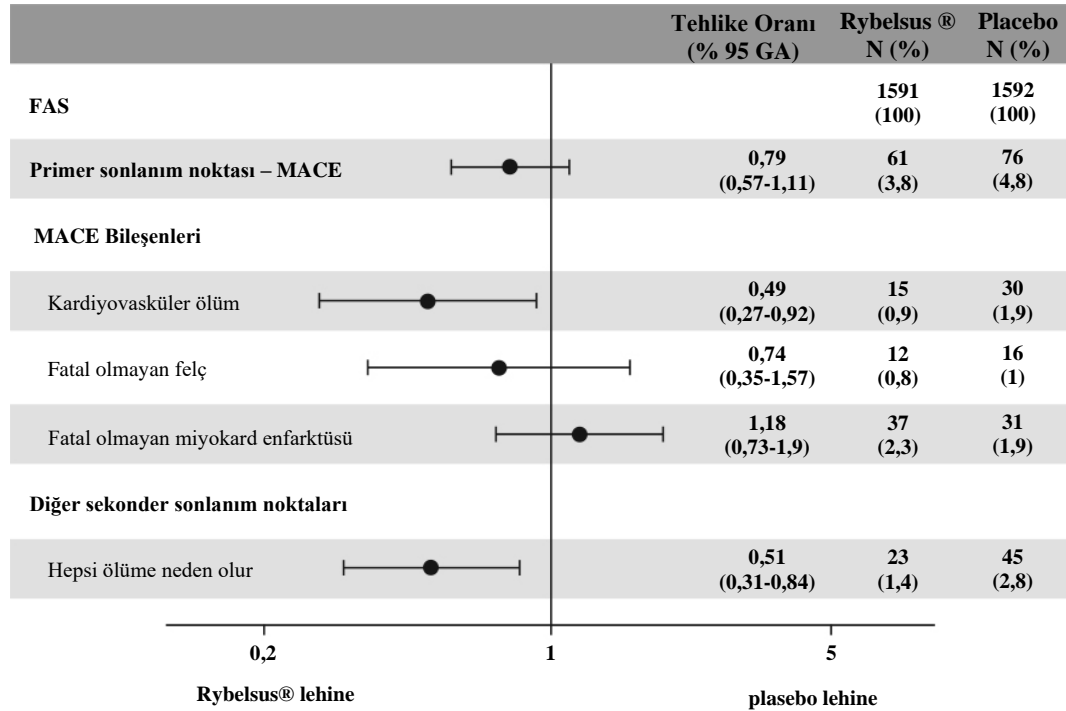 Tehlike Oranı Rybelsus ® Placebo
(% 95 GA) N (%) N (%)
FAS
1591 1592
(100) (100)
Primer sonlanım noktası – MACE 0,79 61 76
(0,57-1,11) (3,8) (4,8)
MACE Bileşenleri
Kardiyovasküler ölüm 0,49 15 30
(0,27-0,92) (0,9) (1,9)
Fatal olmayan felç 0,74 12 16
(0,35-1,57) (0,8) (1)
Fatal olmayan miyokard enfarktüsü 1,18 37 31
(0,73-1,9) (2,3) (1,9)
Diğer sekonder sonlanım noktaları
Hepsi ölüme neden olur 0,51 23 45
(0,31-0,84) (1,4) (2,8)
0,2 1 5
Rybelsus® lehine plasebo lehine